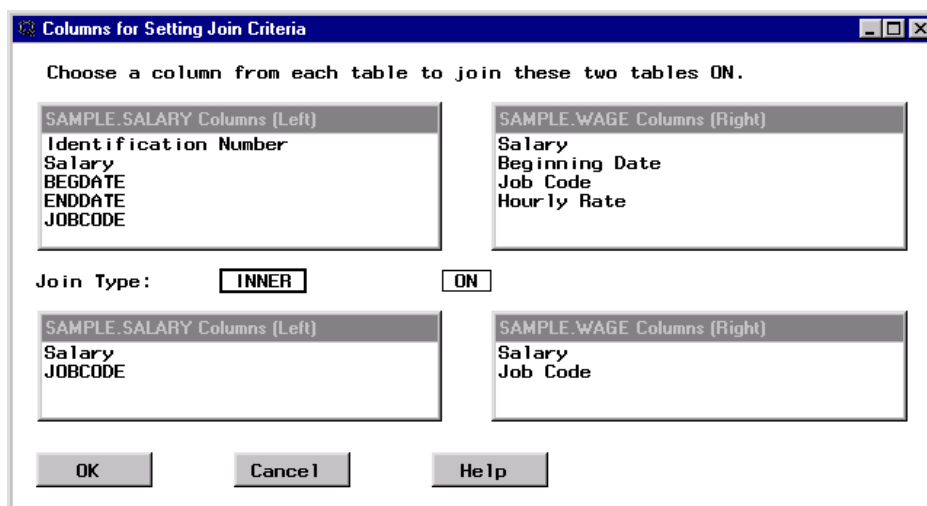 Columns for Setting Join Criteria
Choose a column from each table to join these two tables ON.
SAMPLE.SALARY Columns (Left)
Identification Number
Salary
BEGDATE
ENDDATE
JOBCODE
SAMPLE.WAGE Columns (Right)
Salary
Beginning Date
Job Code
Hourly Rate
Join Type: INNER ON
SAMPLE.SALARY Columns (Left)
Salary
JOBCODE
SAMPLE.WAGE Columns (Right)
Salary
Job Code
OK Cancel Help